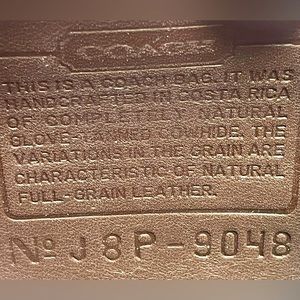 COACH
THIS IS A COACH BAG. IT WAS
HANDCRAFTED IN COSTA RICA
OF COMPLETELY NATURAL
GLOVE-TANNED COWHIDE. THE
VARIATIONS IN THE GRAIN ARE
CHARACTERISTIC OF NATURAL
FULL-GRAIN LEATHER.
No J8P-9048